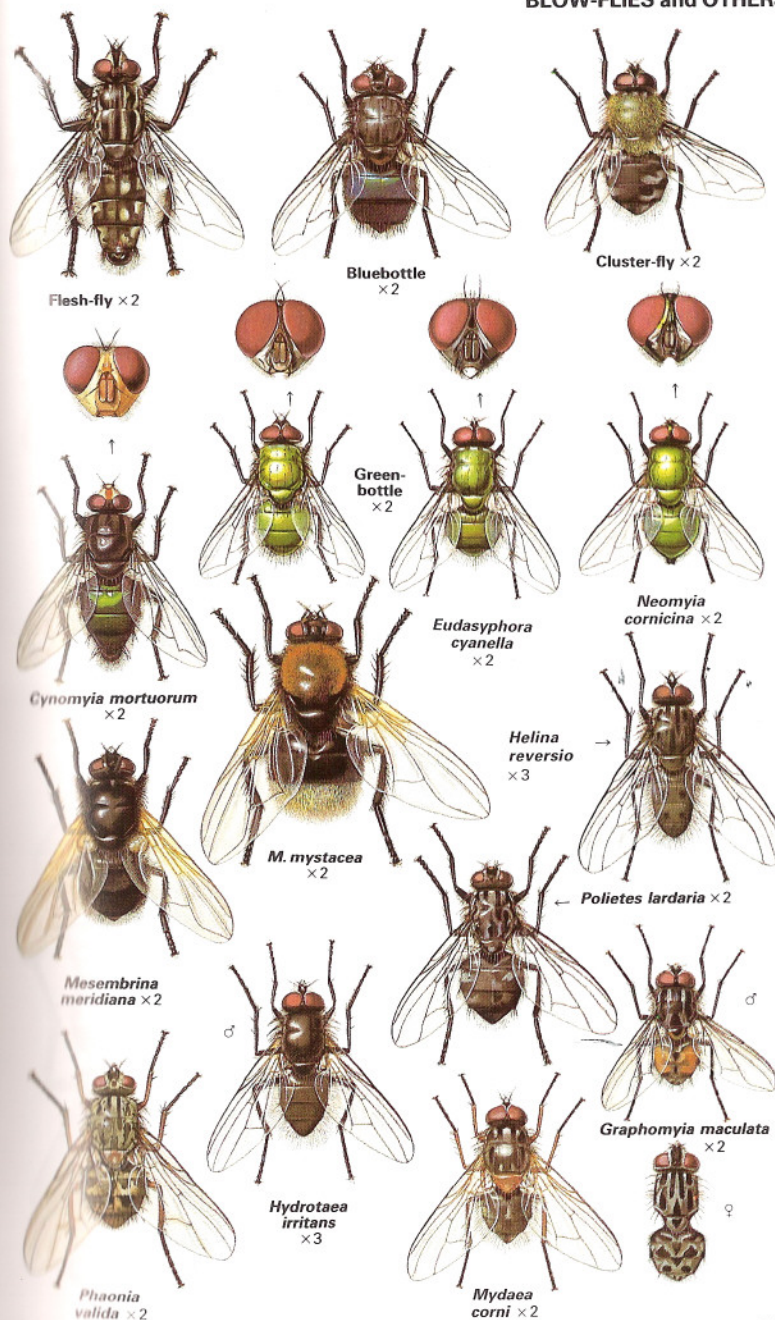 BLOW-FLIES and OTHERS
Flesh-fly ×2
Bluebottle
×2
Cluster-fly ×2
Green-
bottle
×2
Cynomyia mortuorum
×2
Eudasyphora
cyanella
×2
Neomyia
cornicina ×2
M. mystacea
×2
Helina
reversio
×3
Polietes lardaria ×2
Mesembrina
meridiana ×2
♂
♂
Graphomyia maculata
×2
Hydrotaea
irritans
×3
♀
Phaonia
valida ×2
Mydaea
corni ×2